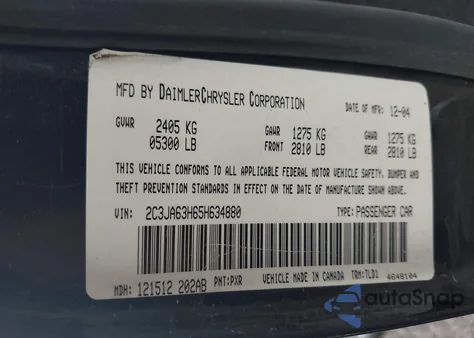 MFD BY DAIMLERCHRYSLER CORPORATION DATE OF MFR: 12-04
GVWR 2405 KG GAWR 1275 KG GAWR 1275 KG
05300 LB FRONT 2810 LB REAR 2810 LB
THIS VEHICLE CONFORMS TO ALL APPLICABLE FEDERAL MOTOR VEHICLE SAFETY, BUMPER AND
THEFT PREVENTION STANDARDS IN EFFECT ON THE DATE OF MANUFACTURE SHOWN ABOVE.
VIN: 2C3JA63H65H634880 TYPE: PASSENGER CAR
MDH: 121512 202AB PNT: PXR VEHICLE MADE IN CANADA TRM: TLD1 4648104
autoSnap